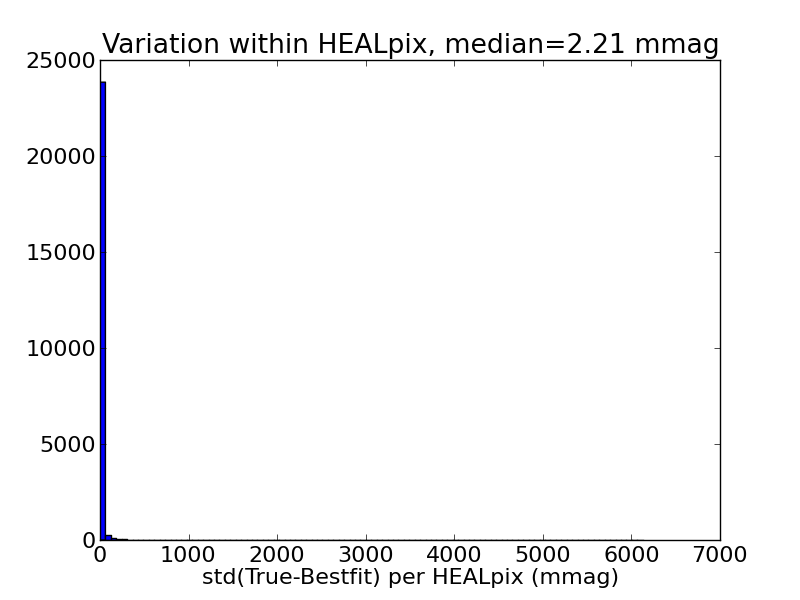 Variation within HEALpix, median=2.21 mmag
25000
20000
15000
10000
5000
0
0 1000 2000 3000 4000 5000 6000 7000
std(True-Bestfit) per HEALpix (mmag)